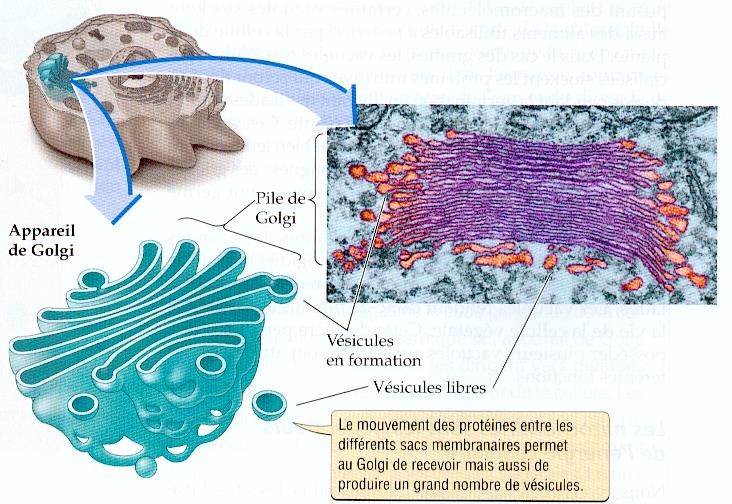 Appareil
de Golgi
Pile de
Golgi
Vésicules
en formation
Vésicules libres
Le mouvement des protéines entre les
différents sacs membranaires permet
au Golgi de recevoir mais aussi de
produire un grand nombre de vésicules.